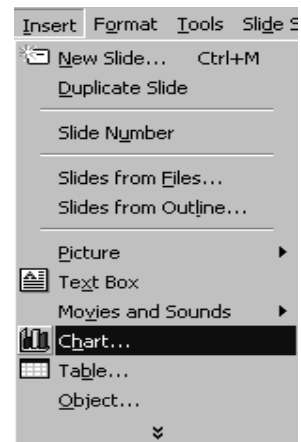 Insert Format Tools Slide S
New Slide... Ctrl+M
Duplicate Slide
Slide Number
Slides from Files...
Slides from Outline...
Picture
Text Box
Movies and Sounds
Chart...
Table...
Object...